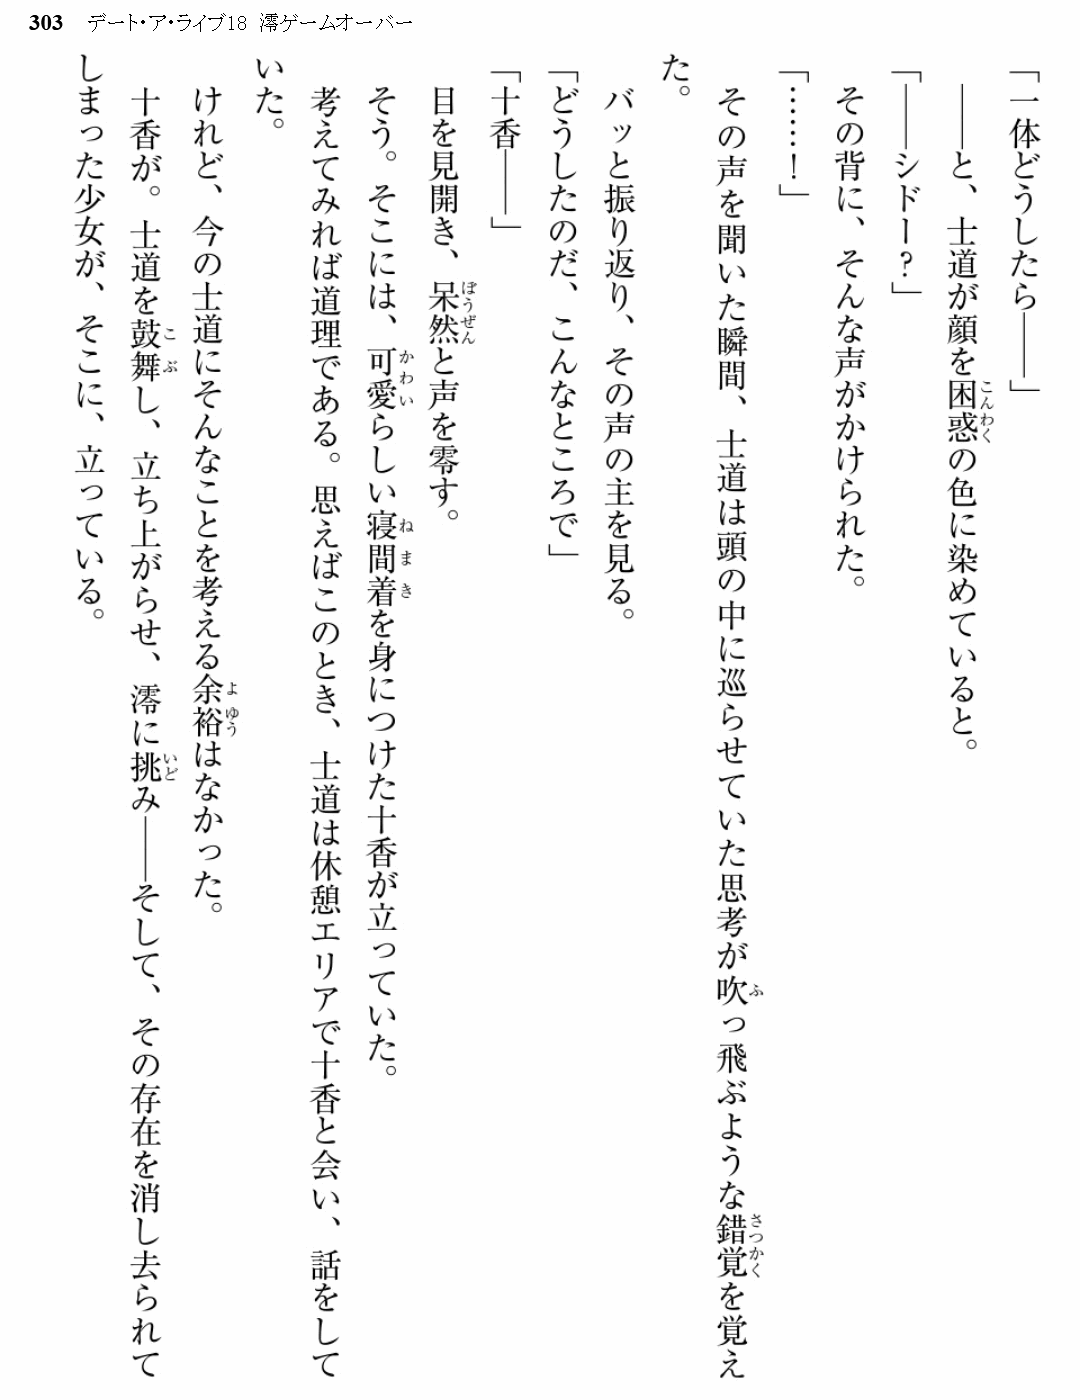 303 デート・ア・ライブ18 澪ゲームオーバー
「一体どうしたら――」
――と、士道が顔を困惑の色に染めていると。
「――シドー?」
その背に、そんな声がかけられた。
「……!」
その声を聞いた瞬間、士道は頭の中に巡らせていた思考が吹っ飛ぶような錯覚を覚え
た。
バッと振り返り、その声の主を見る。
「どうしたのだ、こんなところで」
「十香――」
目を見開き、呆然と声を零す。
そう。そこには、可愛らしい寝間着を身につけた十香が立っていた。
考えてみれば道理である。思えばこのとき、士道は休憩エリアで十香と会い、話をして
いた。
けれど、今の士道にそんなことを考える余裕はなかった。
十香が。士道を鼓舞し、立ち上がらせ、澪に挑み――そして、その存在を消し去られて
しまった少女が、そこに、立っている。